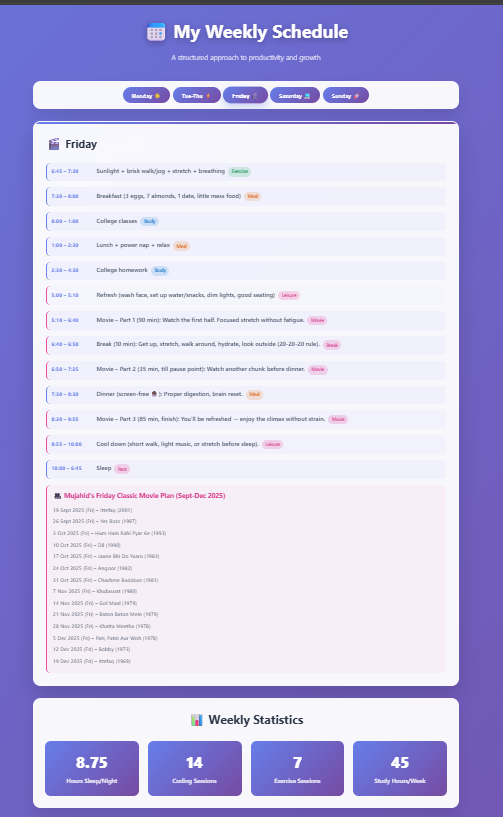 My Weekly Schedule
A structured approach to productivity and growth
Monday
Tue-Thu
Friday
Saturday
Sunday
Friday
6:45 – 7:30 Sunlight + brisk walk/jog + stretch + breathing Exercise
7:30 – 8:00 Breakfast (3 eggs, 7 almonds, 1 date, little mess food) Meal
8:00 – 1:00 College classes Study
1:00 – 2:30 Lunch + power nap + relax Meal
2:30 – 4:30 College homework Study
5:00 – 5:10 Refresh (wash face, set up water/snacks, dim lights, good seating) Leisure
5:10 – 6:40 Movie – Part 1 (90 min): Watch the first half. Focused stretch without fatigue. Movie
6:40 – 6:50 Break (10 min): Get up, stretch, walk around, hydrate, look outside (20-20-20 rule). Break
6:50 – 7:25 Movie – Part 2 (35 min, till pause point): Watch another chunk before dinner. Movie
7:30 – 8:30 Dinner (screen-free): Proper digestion, brain reset. Meal
8:30 – 9:55 Movie – Part 3 (85 min, finish): You'll be refreshed — enjoy the climax without strain. Movie
9:55 – 10:00 Cool down (short walk, light music, or stretch before sleep). Leisure
10:00 – 6:45 Sleep Rest
Mujahid's Friday Classic Movie Plan (Sept-Dec 2025)
19 Sept 2025 (Fri) – Ittefaq (2001)
26 Sept 2025 (Fri) – Yes Boss (1997)
3 Oct 2025 (Fri) – Hum Hain Rahi Pyar Ke (1993)
10 Oct 2025 (Fri) – Dil (1990)
17 Oct 2025 (Fri) – Jaane Bhi Do Yaaro (1983)
24 Oct 2025 (Fri) – Angoor (1982)
31 Oct 2025 (Fri) – Chashme Buddoor (1981)
7 Nov 2025 (Fri) – Khubsurat (1980)
14 Nov 2025 (Fri) – Gol Maal (1979)
21 Nov 2025 (Fri) – Baton Baton Mein (1979)
28 Nov 2025 (Fri) – Khatta Meetha (1978)
5 Dec 2025 (Fri) – Pati, Patni Aur Woh (1978)
12 Dec 2025 (Fri) – Bobby (1973)
19 Dec 2025 (Fri) – Ittefaq (1969)
Weekly Statistics
8.75
Hours Sleep/Night
14
Coding Sessions
7
Exercise Sessions
45
Study Hours/Week